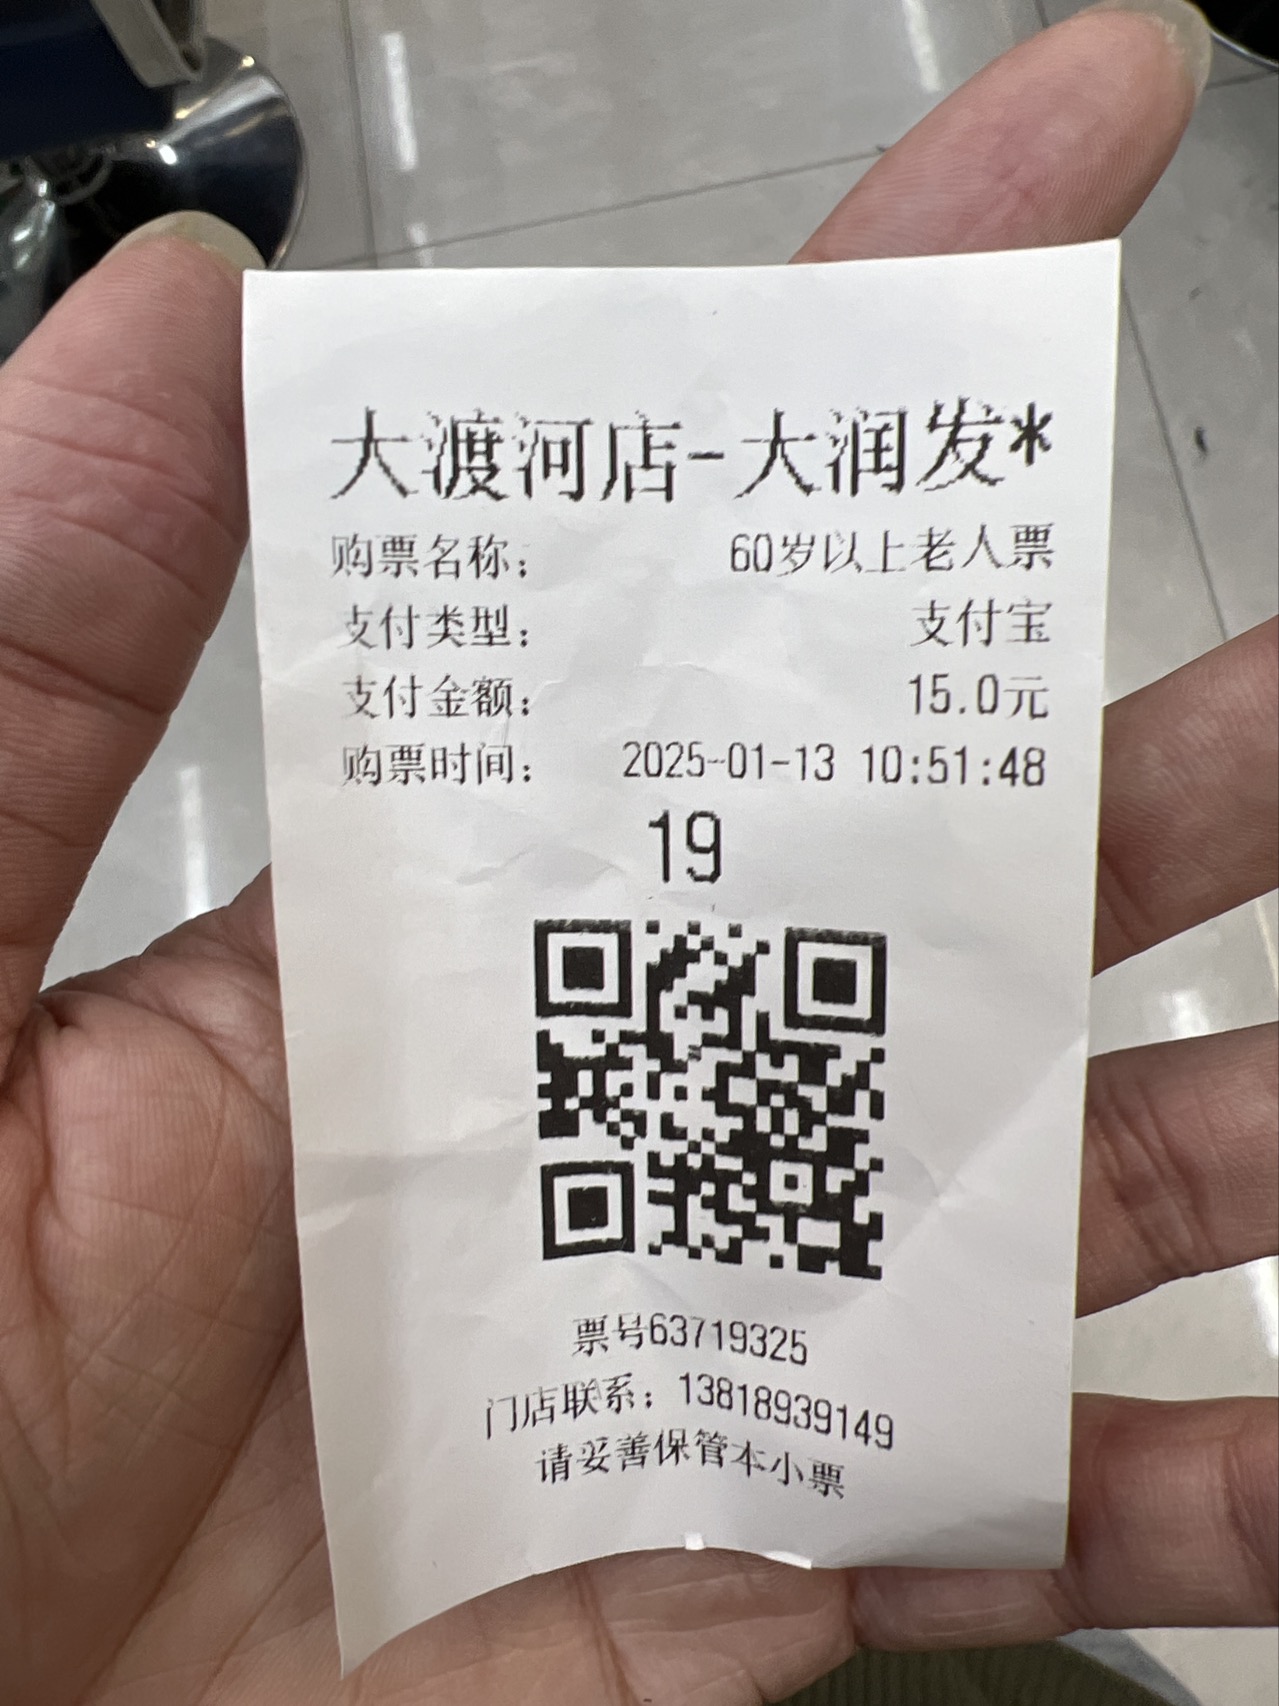 大渡河店-大润发*
购票名称： 60岁以上老人票
支付类型： 支付宝
支付金额： 15.0元
购票时间： 2025-01-13 10:51:48
19
票号63719325
门店联系：13818939149
请妥善保管本小票